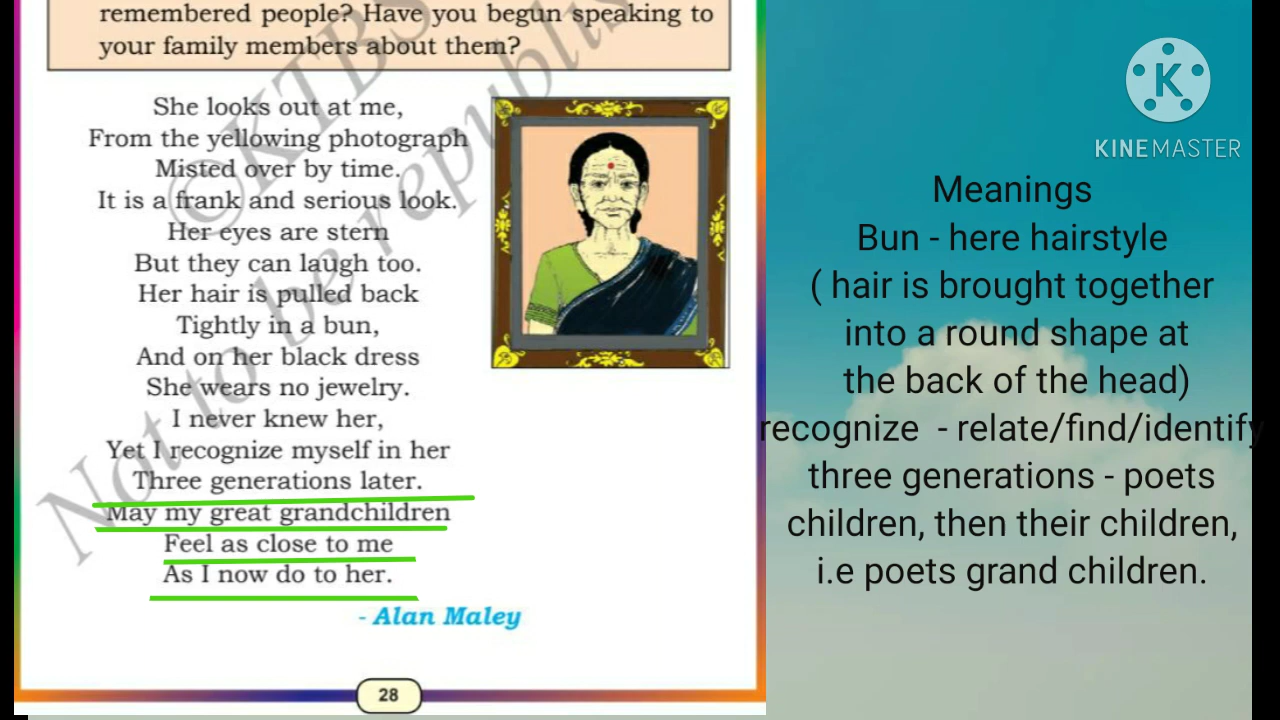 remembered people? Have you begun speaking to
your family members about them?
She looks out at me,
From the yellowing photograph
Misted over by time.
It is a frank and serious look.
Her eyes are stern
But they can laugh too.
Her hair is pulled back
Tightly in a bun,
And on her black dress
She wears no jewelry.
I never knew her,
Yet I recognize myself in her
Three generations later.
May my great grandchildren
Feel as close to me
As I now do to her.
- Alan Maley
28
©KTBS
Not to be republis
K
KINEMASTER
Meanings
Bun - here hairstyle
( hair is brought together
into a round shape at
the back of the head)
recognize - relate/find/identify
three generations - poets
children, then their children,
i.e poets grand children.